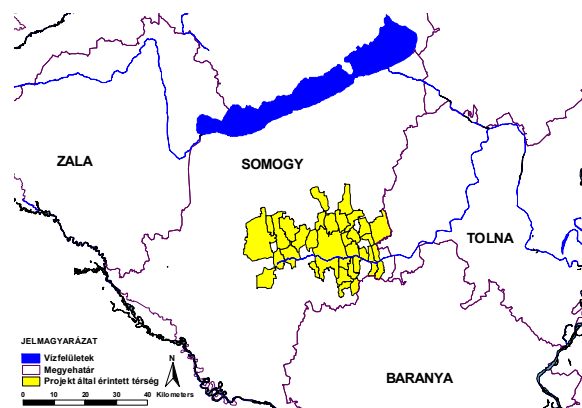 ZALA
SOMOGY
TOLNA
BARANYA
JELMAGYARÁZAT
Vízfelületek
Megyehatár
Projekt által érintett térség
N
Kilometers
0 10 20 30 40